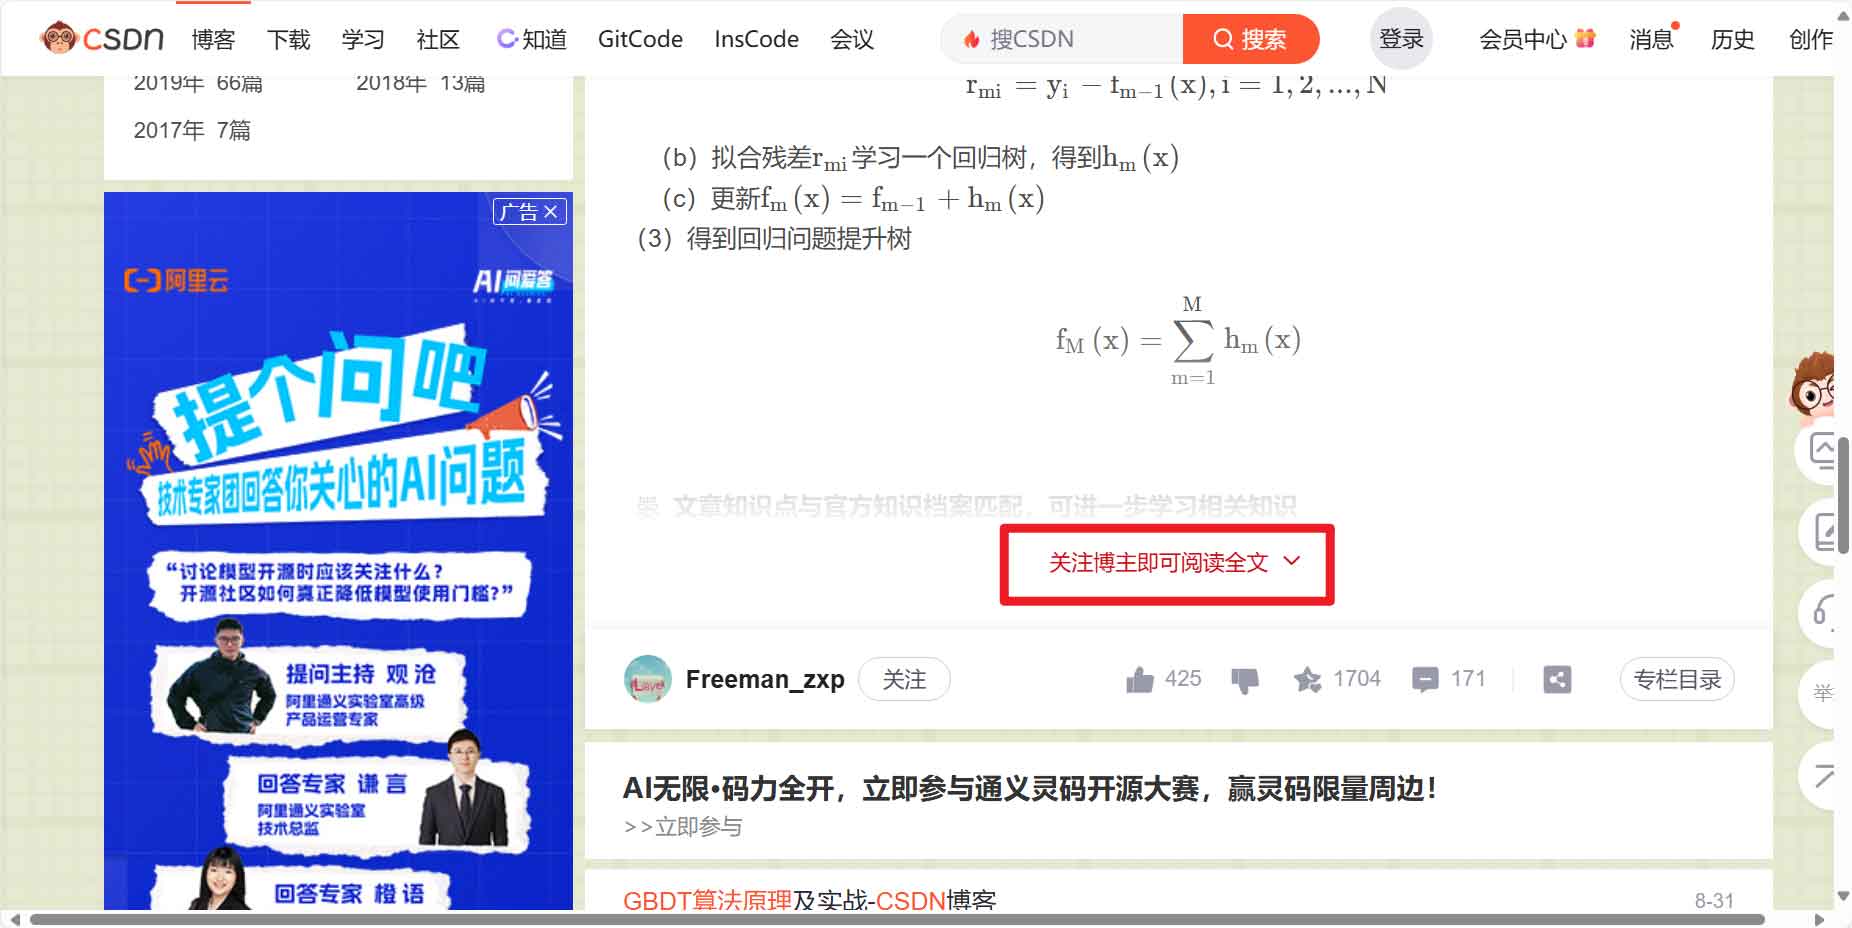 CSDN 博客 下载 学习 社区 知道 GitCode InsCode 会议 搜CSDN 搜索 登录 会员中心 消息 历史 创作
2019年 66篇 2018年 13篇
2017年 7篇
广告
阿里云 AI问爱答
提个问吧
技术专家团回答你关心的AI问题
“讨论模型开源时应该关注什么？
开源社区如何真正降低模型使用门槛？”
提问主持 观沧
阿里通义实验室高级
产品运营专家
回答专家 谦言
阿里通义实验室
技术总监
回答专家 橙语
r_mi = y_i − f_m−1 (x), i = 1, 2, ..., N
（b）拟合残差r_mi学习一个回归树，得到h_m (x)
（c）更新f_m (x) = f_m−1 + h_m (x)
（3）得到回归问题提升树
M
f_M (x) = ∑ h_m (x)
m=1
文章知识点与官方知识档案匹配，可进一步学习相关知识
关注博主即可阅读全文
Freeman_zxp 关注 425 1704 171 专栏目录
AI无限·码力全开，立即参与通义灵码开源大赛，赢灵码限量周边！
>>立即参与
GBDT算法原理及实战-CSDN博客 8-31
举